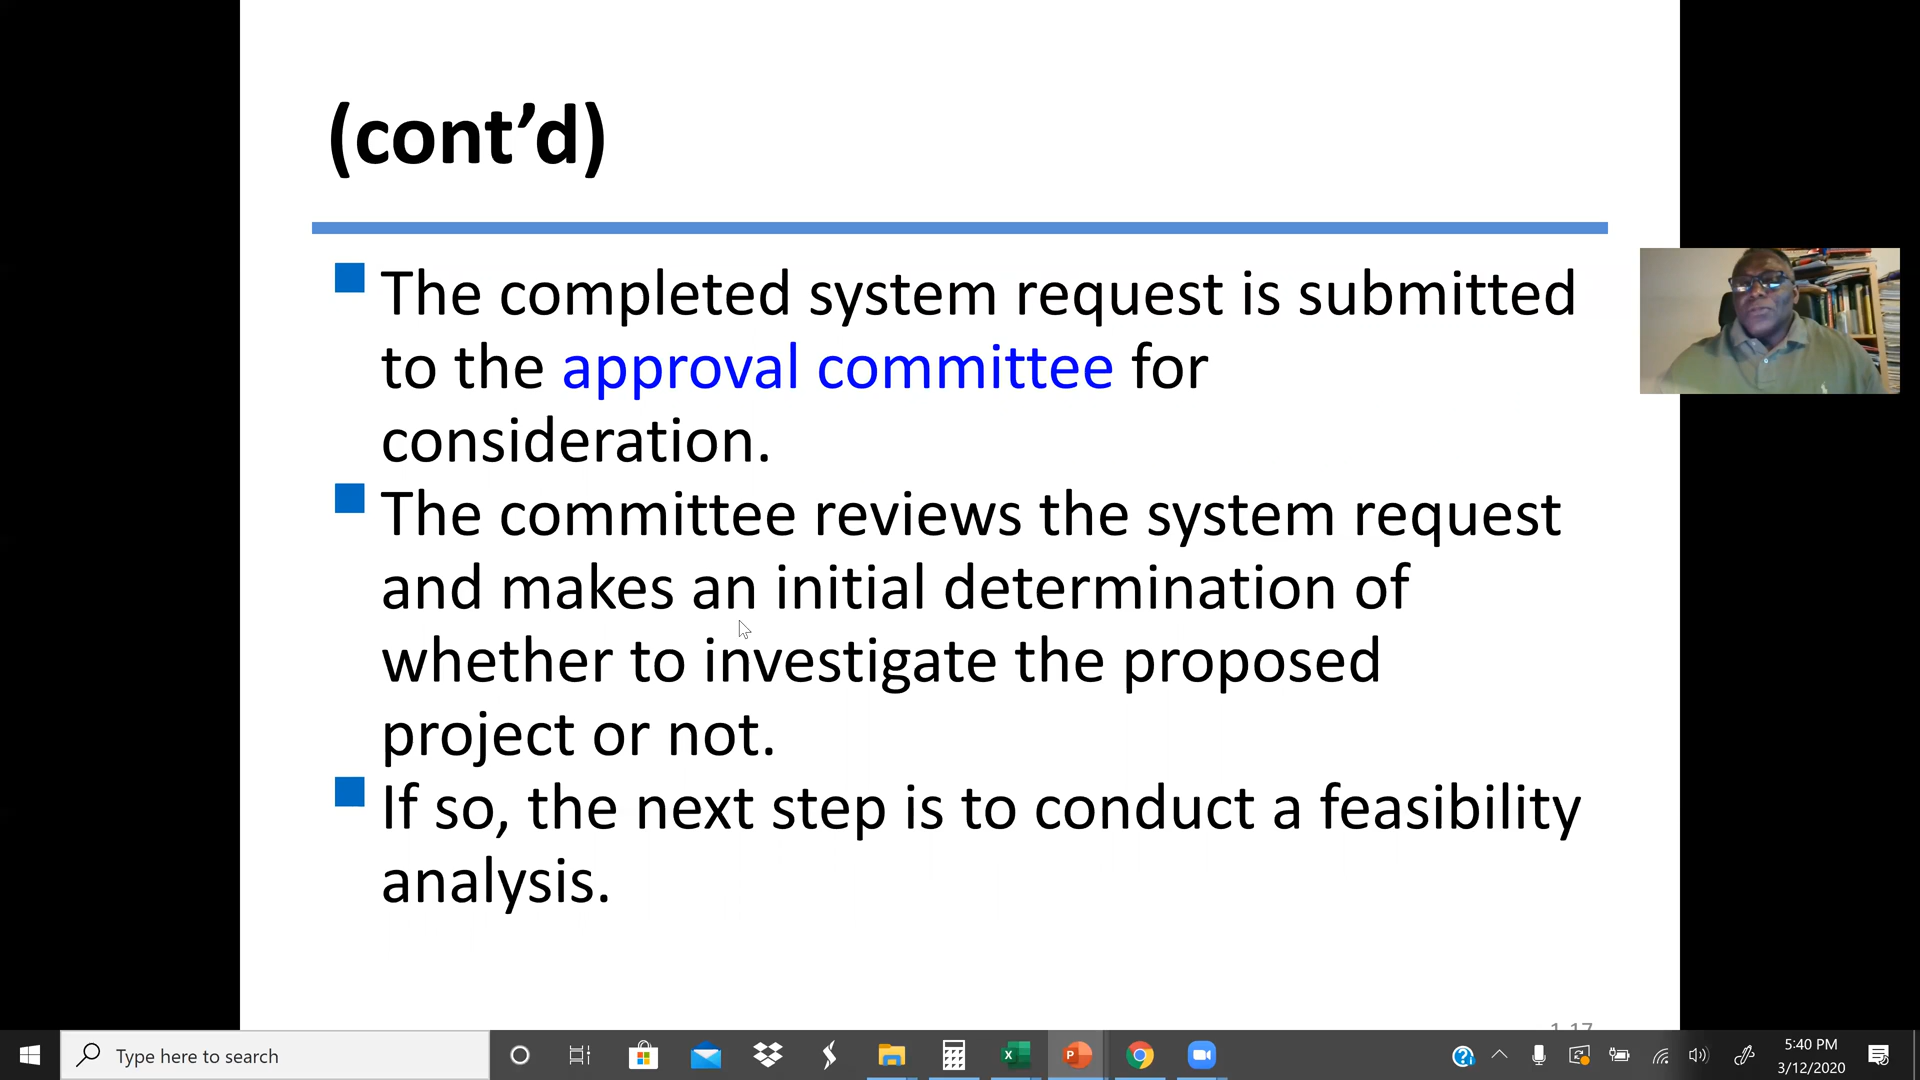 (cont’d)
The completed system request is submitted
to the approval committee for
consideration.
The committee reviews the system request
and makes an initial determination of
whether to investigate the proposed
project or not.
If so, the next step is to conduct a feasibility
analysis.
1-17
Type here to search
5:40 PM
3/12/2020